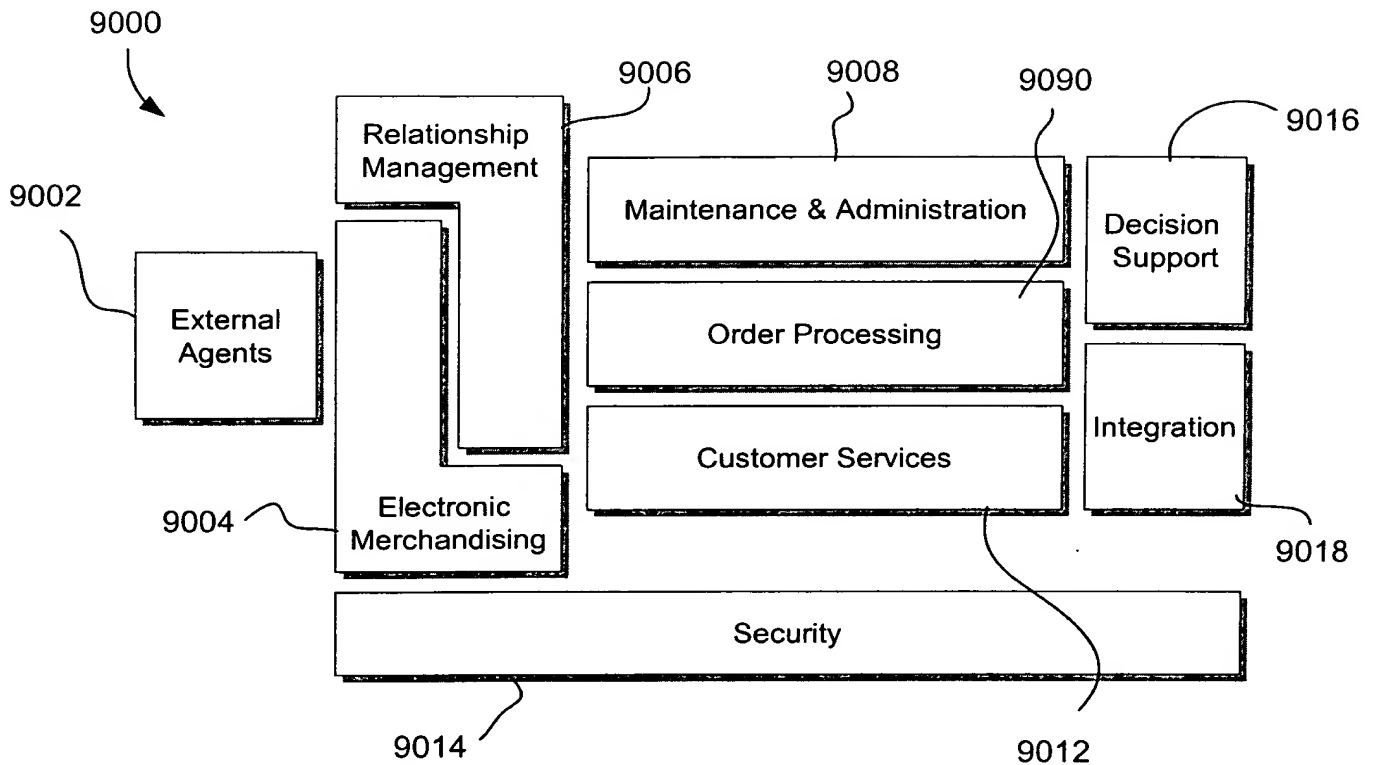 9000
9006
9008
9090
9016
Relationship
Management
9002
Maintenance & Administration
Decision
Support
External
Agents
Order Processing
Integration
Customer Services
9004
Electronic
Merchandising
9018
Security
9014
9012